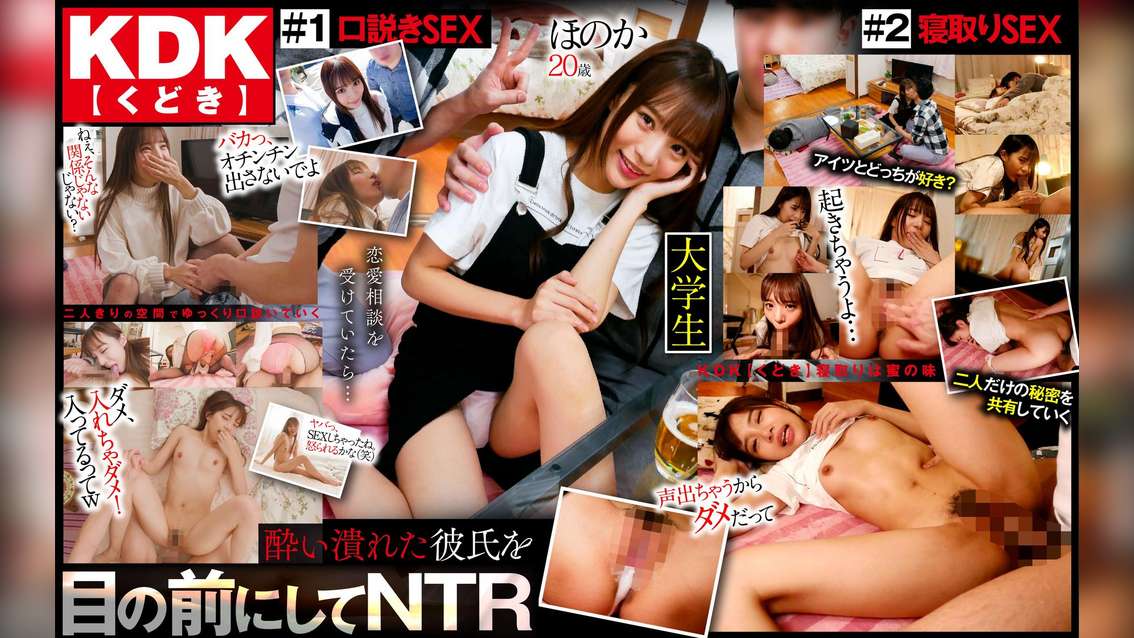 KDK
【くどき】
#1 口説きSEX
ほのか
20歳
#2 寝取りSEX
ねぇ、そんな
関係じゃない
じゃない?
バカっ、
オチンチン
出さないでよ
二人きりの空間でゆっくり口説いていく
恋愛相談を
受けていたら…
大学生
アイツとどっちが好き?
起きちゃうよ…
KDK【くどき】寝取りは蜜の味
二人だけの秘密を
共有していく
ダメ、
入れちゃダメー!
入ってるってW
ヤバっ、
SEXしちゃったね。
怒られるかな(笑)
声出ちゃうから
ダメだって
酔い潰れた彼氏を
目の前にしてNTR